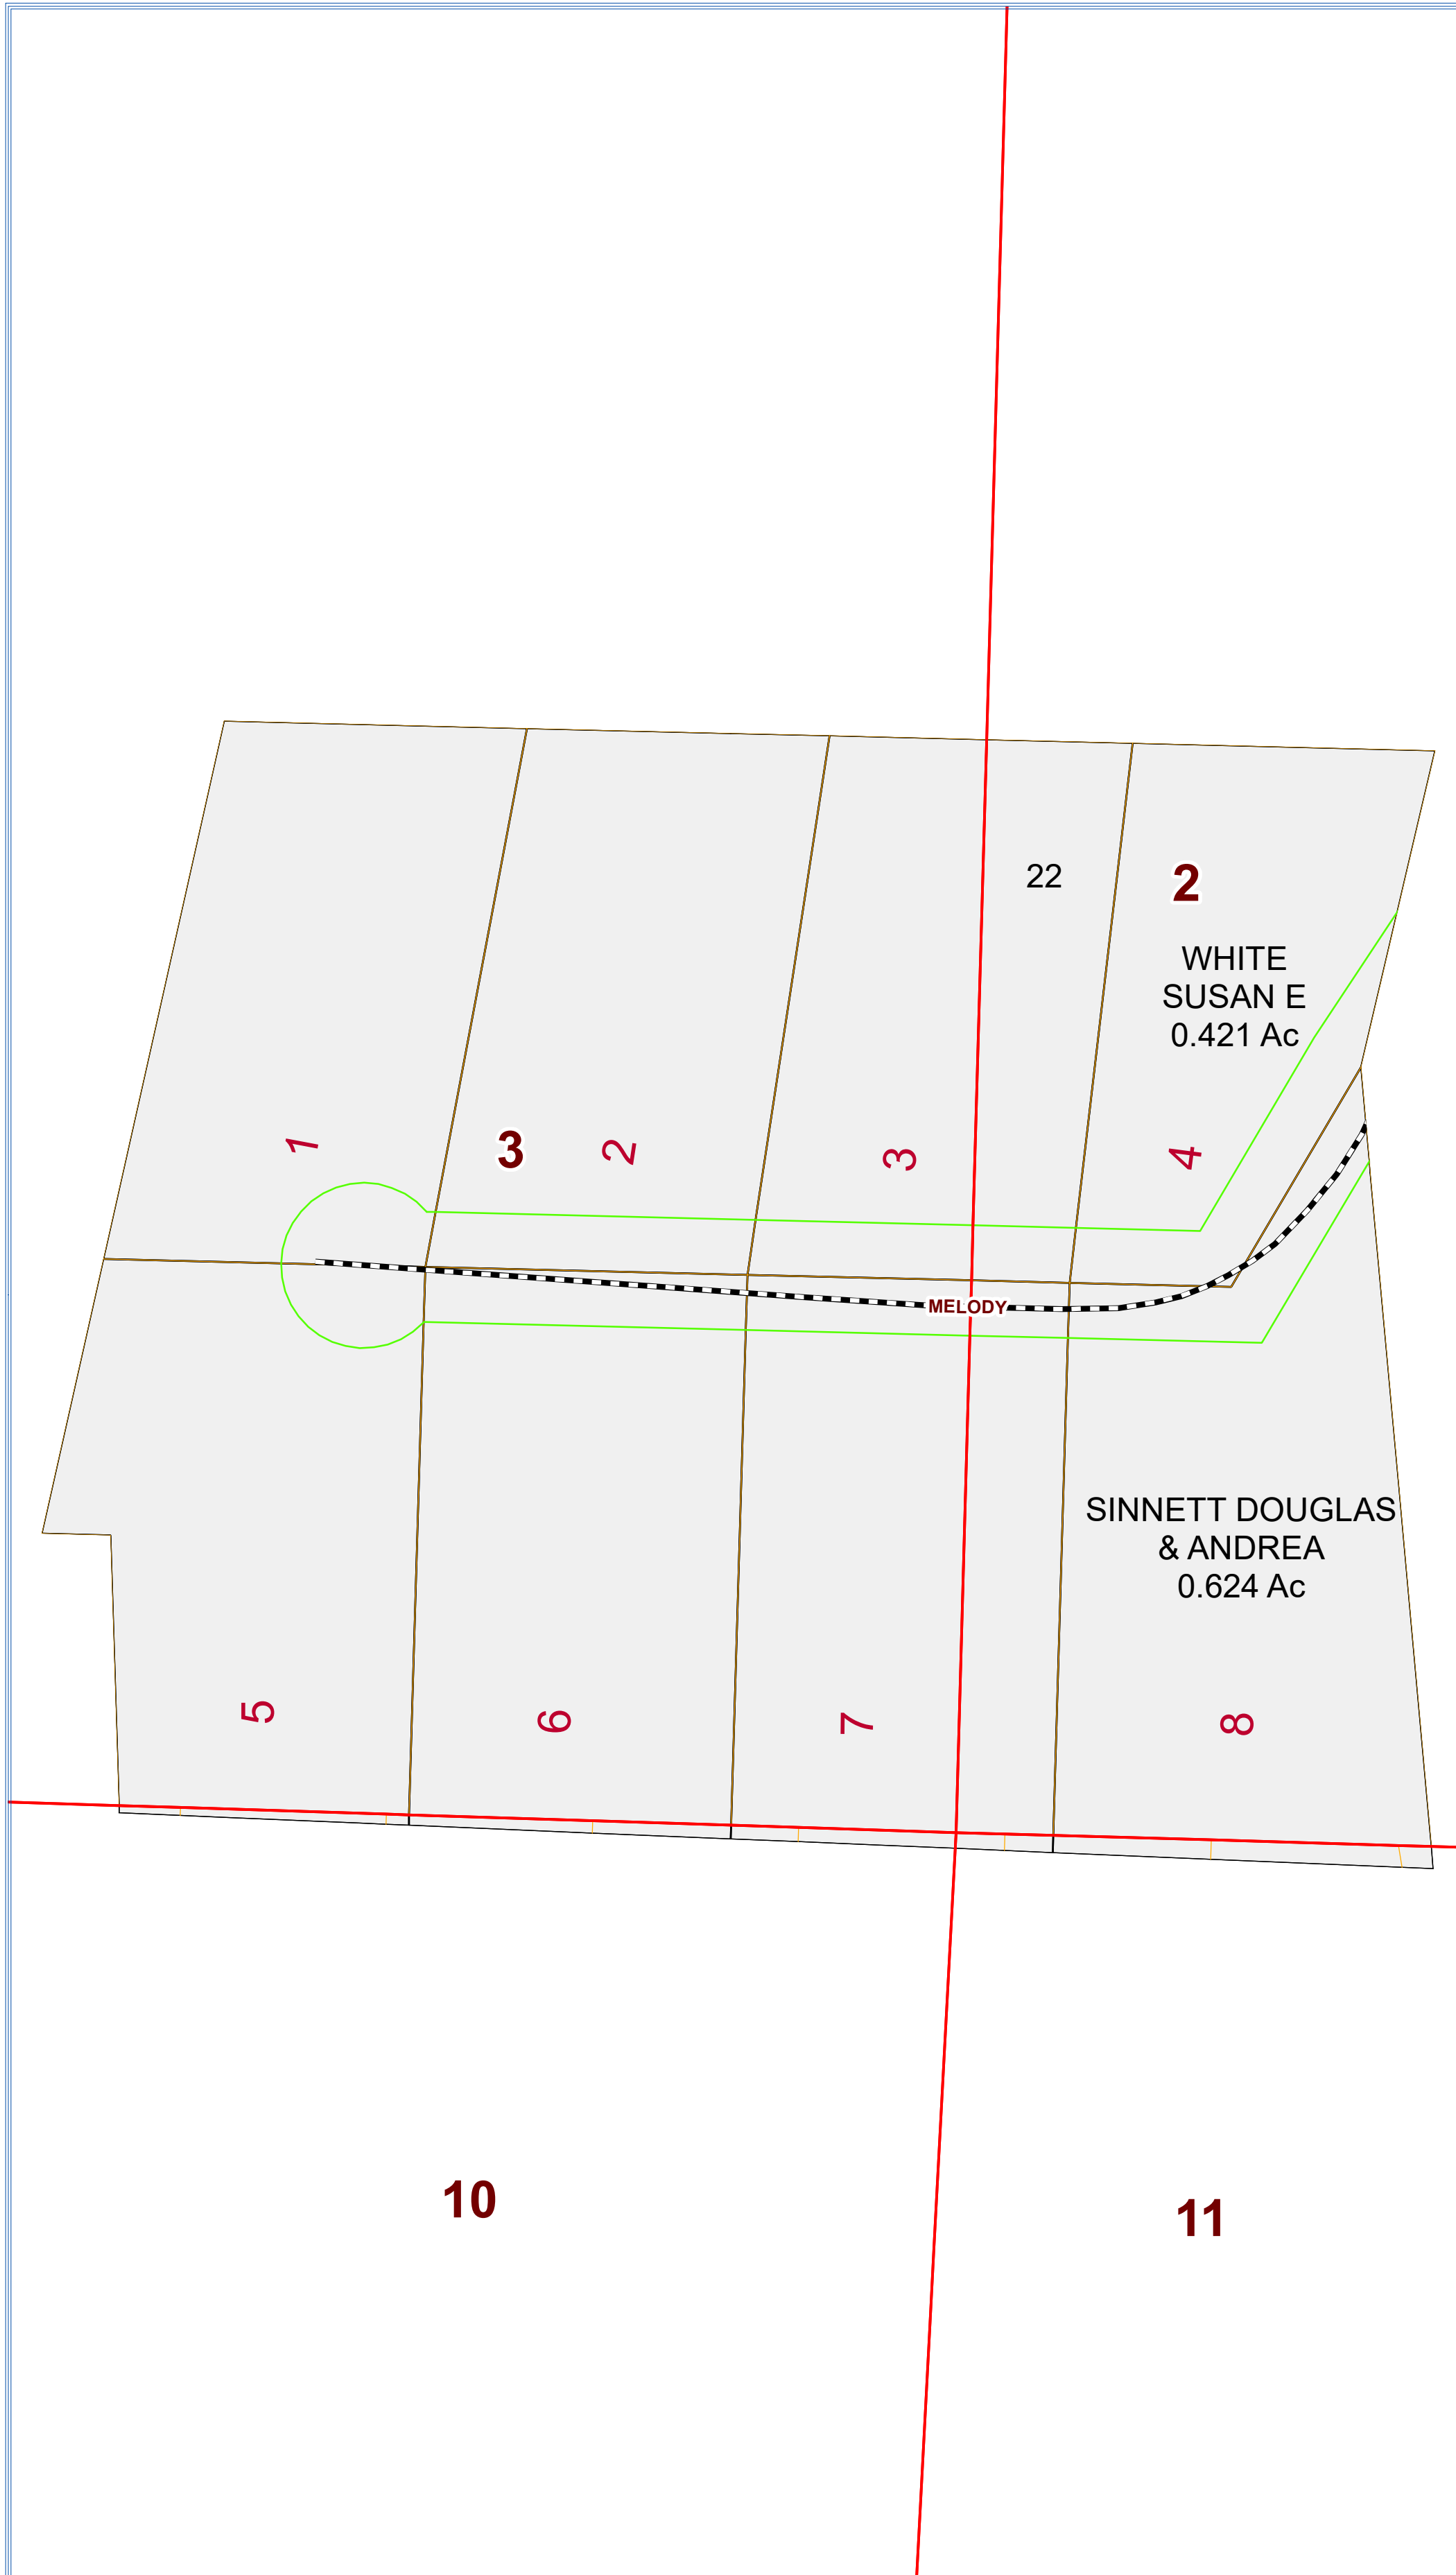 22
2
WHITE
SUSAN E
0.421 Ac
1
3
2
3
4
MELODY
SINNETT DOUGLAS
& ANDREA
0.624 Ac
5
6
7
8
10
11